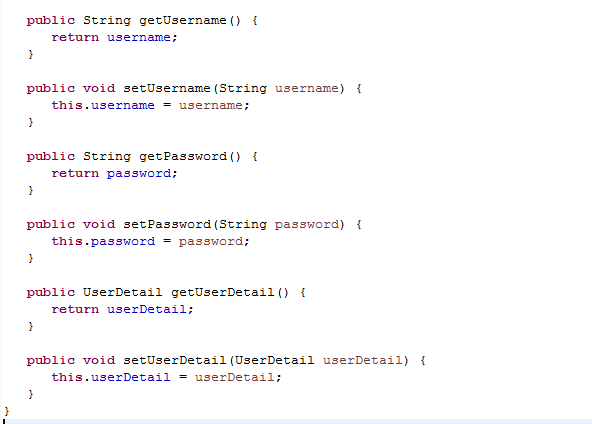 public String getUsername() {
return username;
}
public void setUsername(String username) {
this.username = username;
}
public String getPassword() {
return password;
}
public void setPassword(String password) {
this.password = password;
}
public UserDetail getUserDetail() {
return userDetail;
}
public void setUserDetail(UserDetail userDetail) {
this.userDetail = userDetail;
}
}